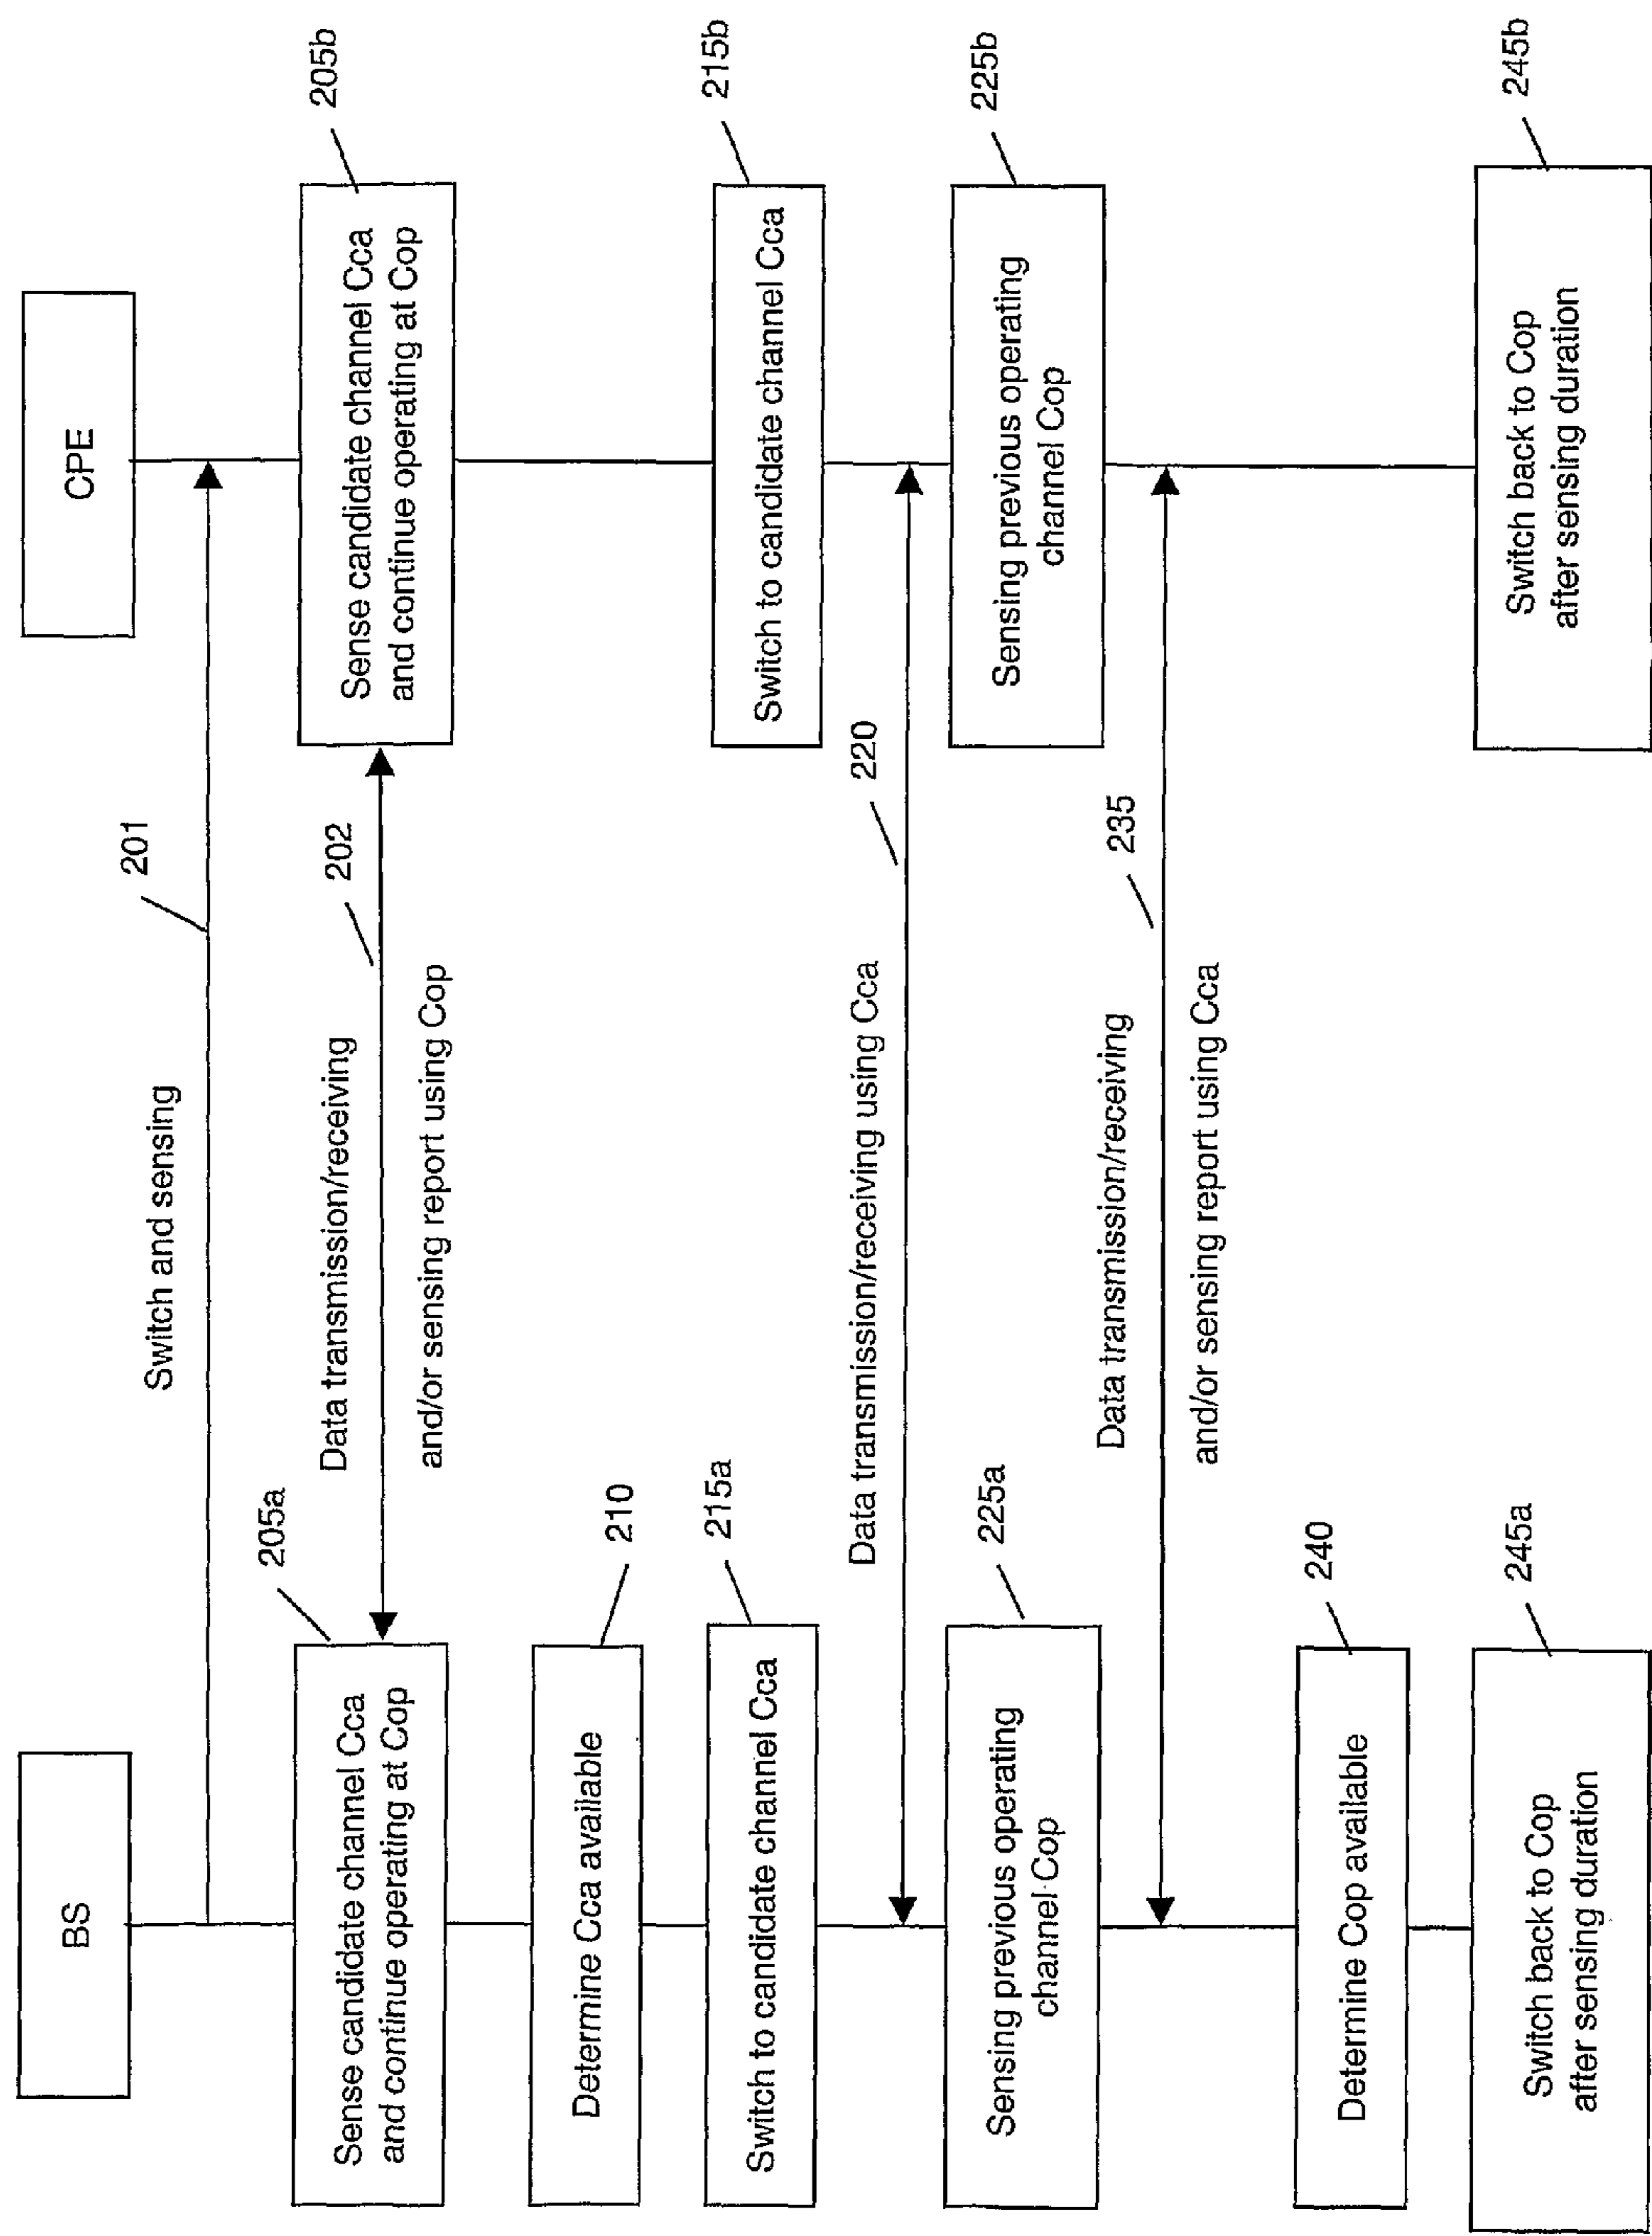 BS
CPE
201
Switch and sensing
205a
Sense candidate channel Cca
and continue operating at Cop
202
Data transmission/receiving
and/or sensing report using Cop
205b
Sense candidate channel Cca
and continue operating at Cop
210
Determine Cca available
215a
Switch to candidate channel Cca
215b
Switch to candidate channel Cca
220
Data transmission/receiving using Cca
225a
Sensing previous operating
channel Cop
225b
Sensing previous operating
channel Cop
235
Data transmission/receiving
and/or sensing report using Cca
240
Determine Cop available
245a
Switch back to Cop
after sensing duration
245b
Switch back to Cop
after sensing duration